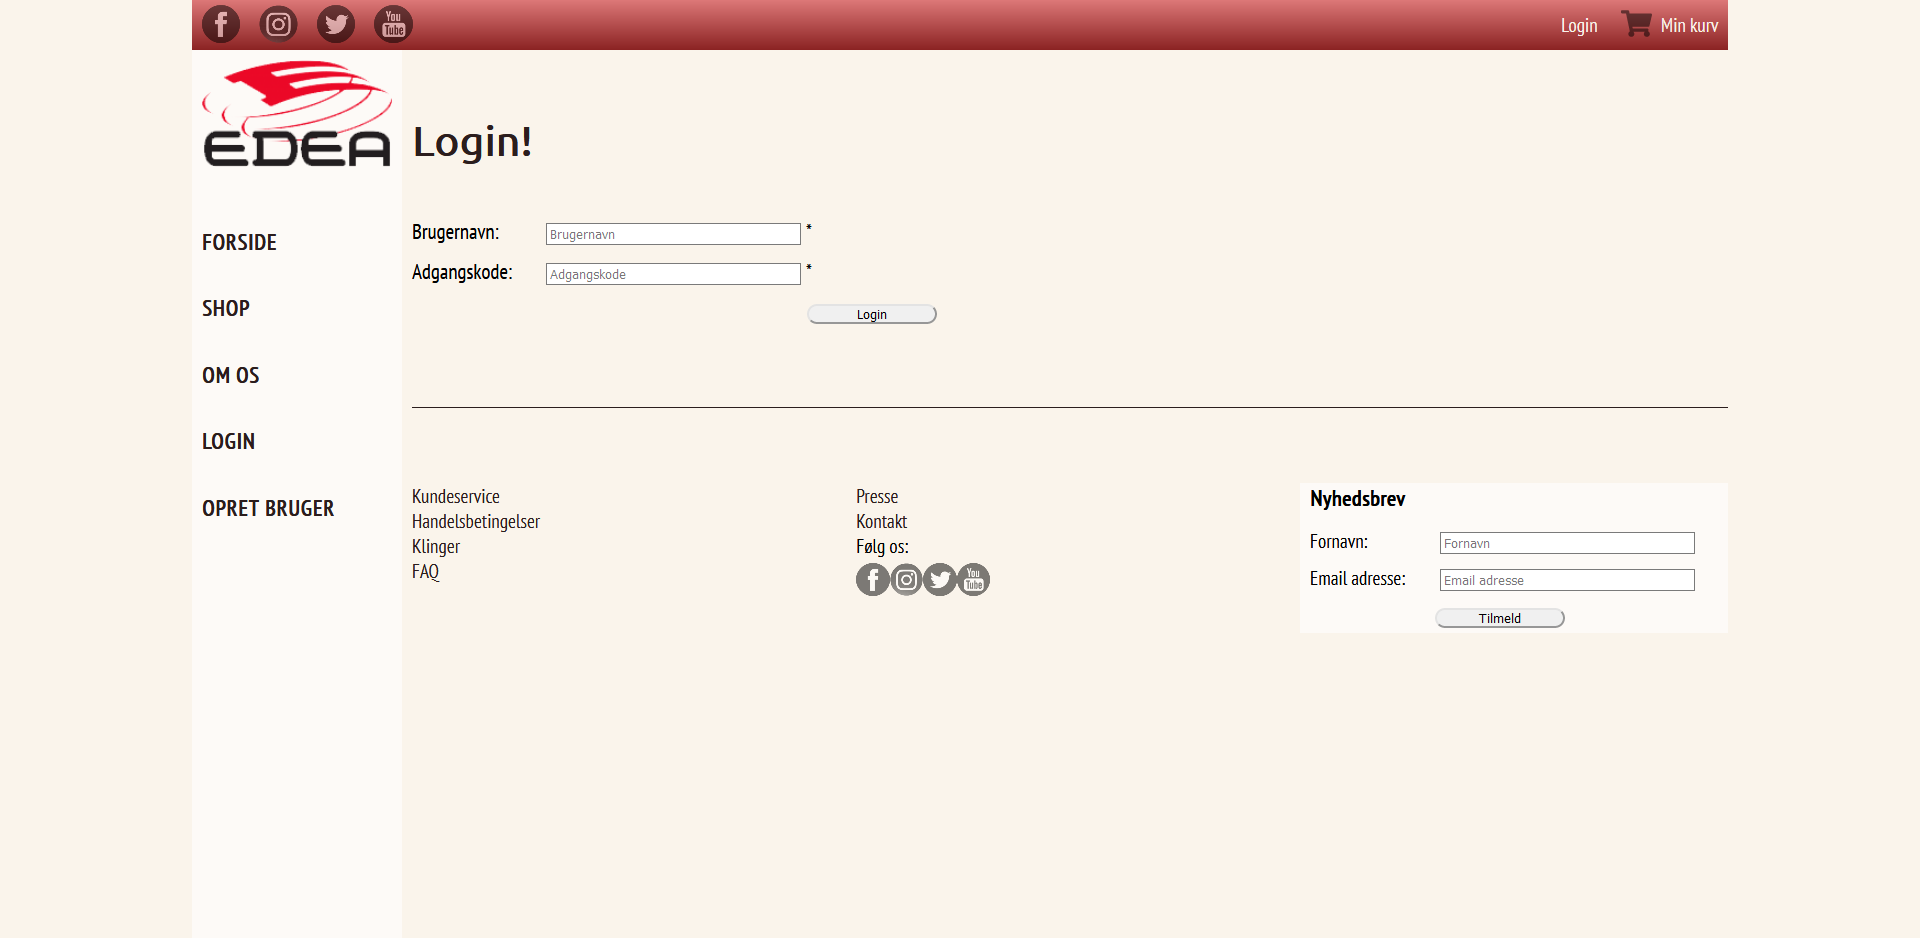 You
Tube
Login
Min kurv
EDEA
Login!
FORSIDE
SHOP
OM OS
LOGIN
OPRET BRUGER
Brugernavn:
Brugernavn
*
Adgangskode:
Adgangskode
*
Login
Kundeservice
Handelsbetingelser
Klinger
FAQ
Presse
Kontakt
Følg os:
You
Tube
Nyhedsbrev
Fornavn:
Fornavn
Email adresse:
Email adresse
Tilmeld